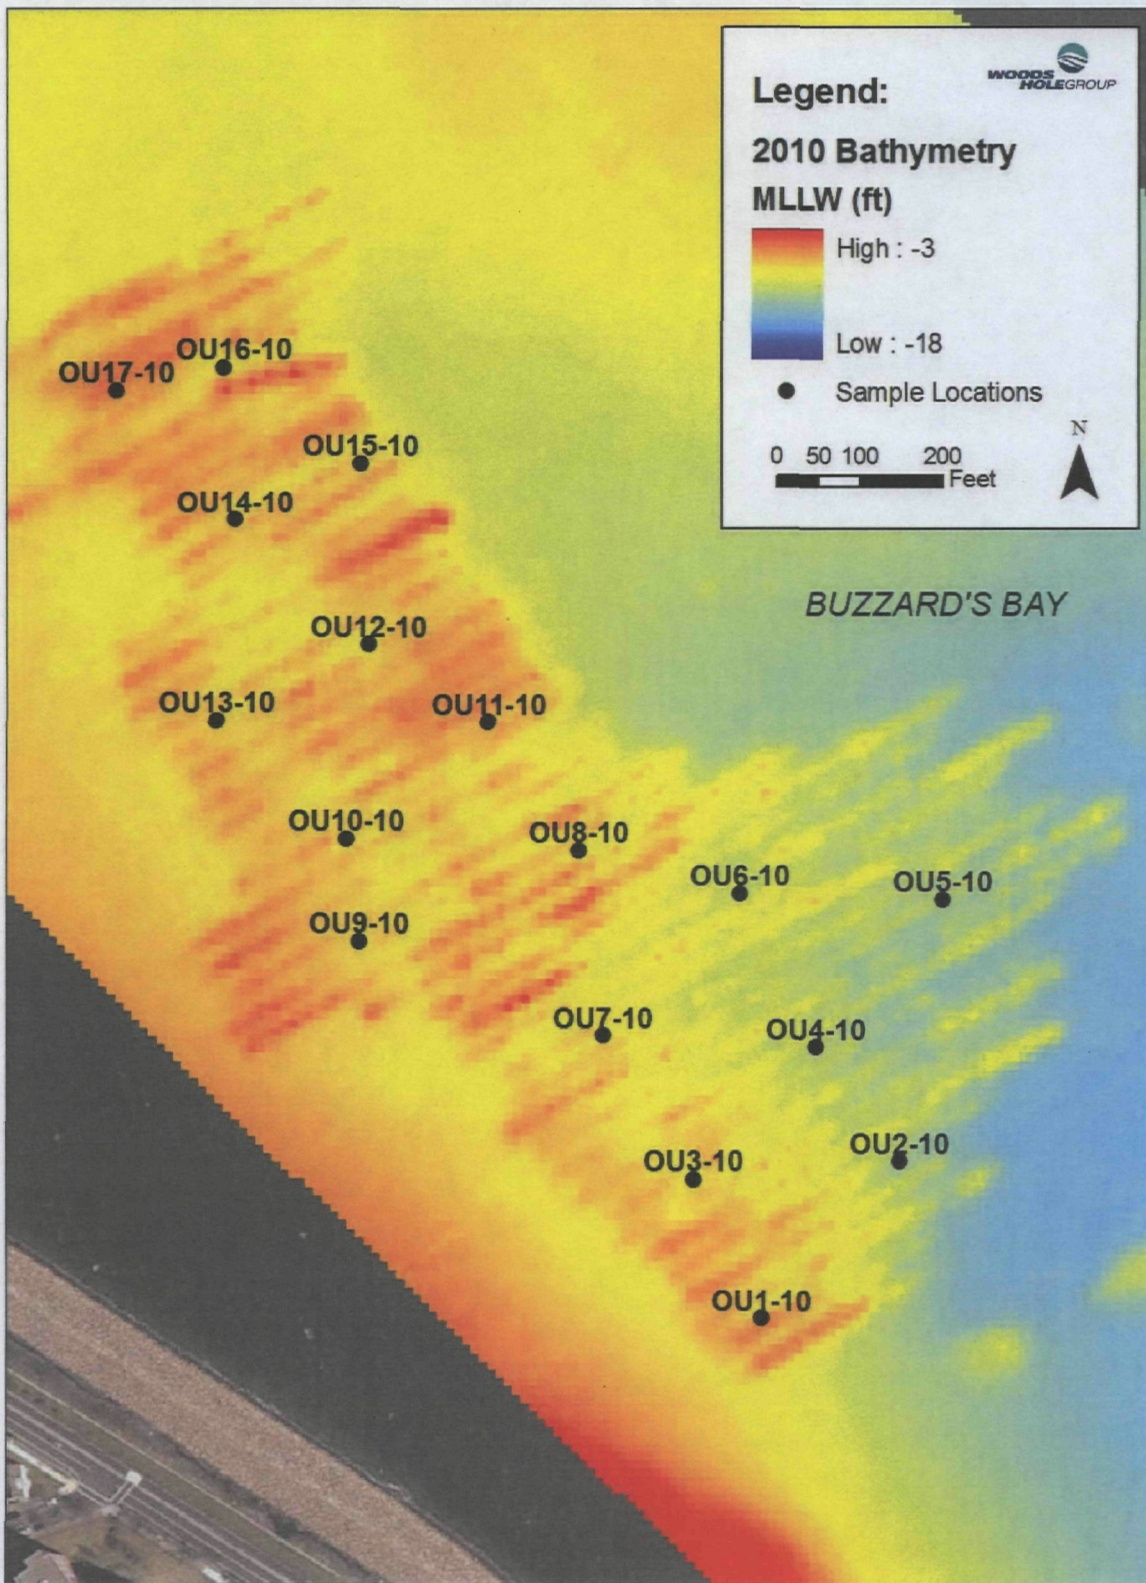 WOODS
HOLEGROUP
Legend:
2010 Bathymetry
MLLW (ft)
High : -3
Low : -18
Sample Locations
N
0 50 100 200
Feet
OU16-10
OU17-10
OU15-10
OU14-10
BUZZARD'S BAY
OU12-10
OU13-10
OU11-10
OU10-10
OU8-10
OU6-10
OU5-10
OU9-10
OU7-10
OU4-10
OU2-10
OU3-10
OU1-10